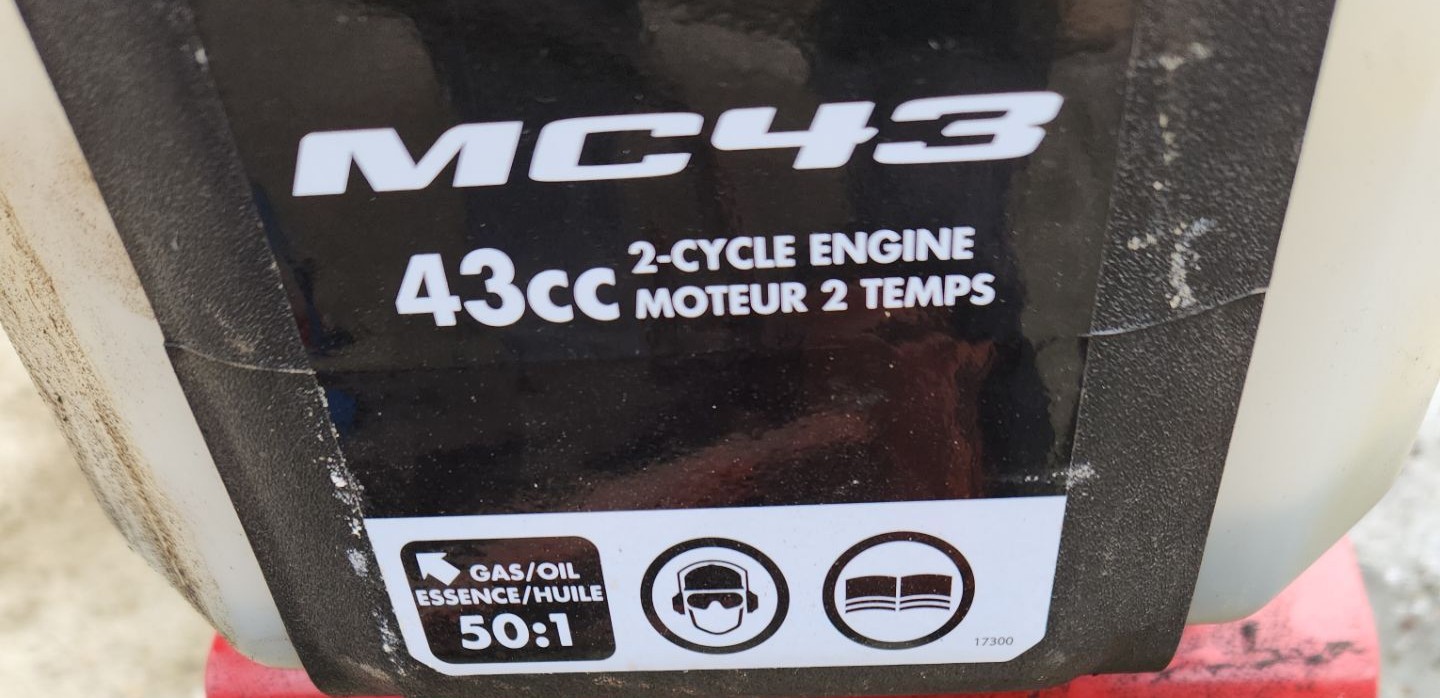 MC43
43cc 2-CYCLE ENGINE
MOTEUR 2 TEMPS
GAS/OIL
ESSENCE/HUILE
50:1
17300